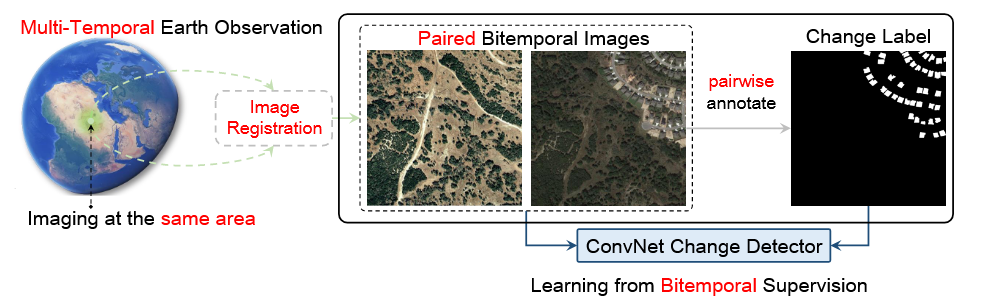 Multi-Temporal Earth Observation
Imaging at the same area
Image
Registration
Paired Bitemporal Images
pairwise
annotate
Change Label
ConvNet Change Detector
Learning from Bitemporal Supervision